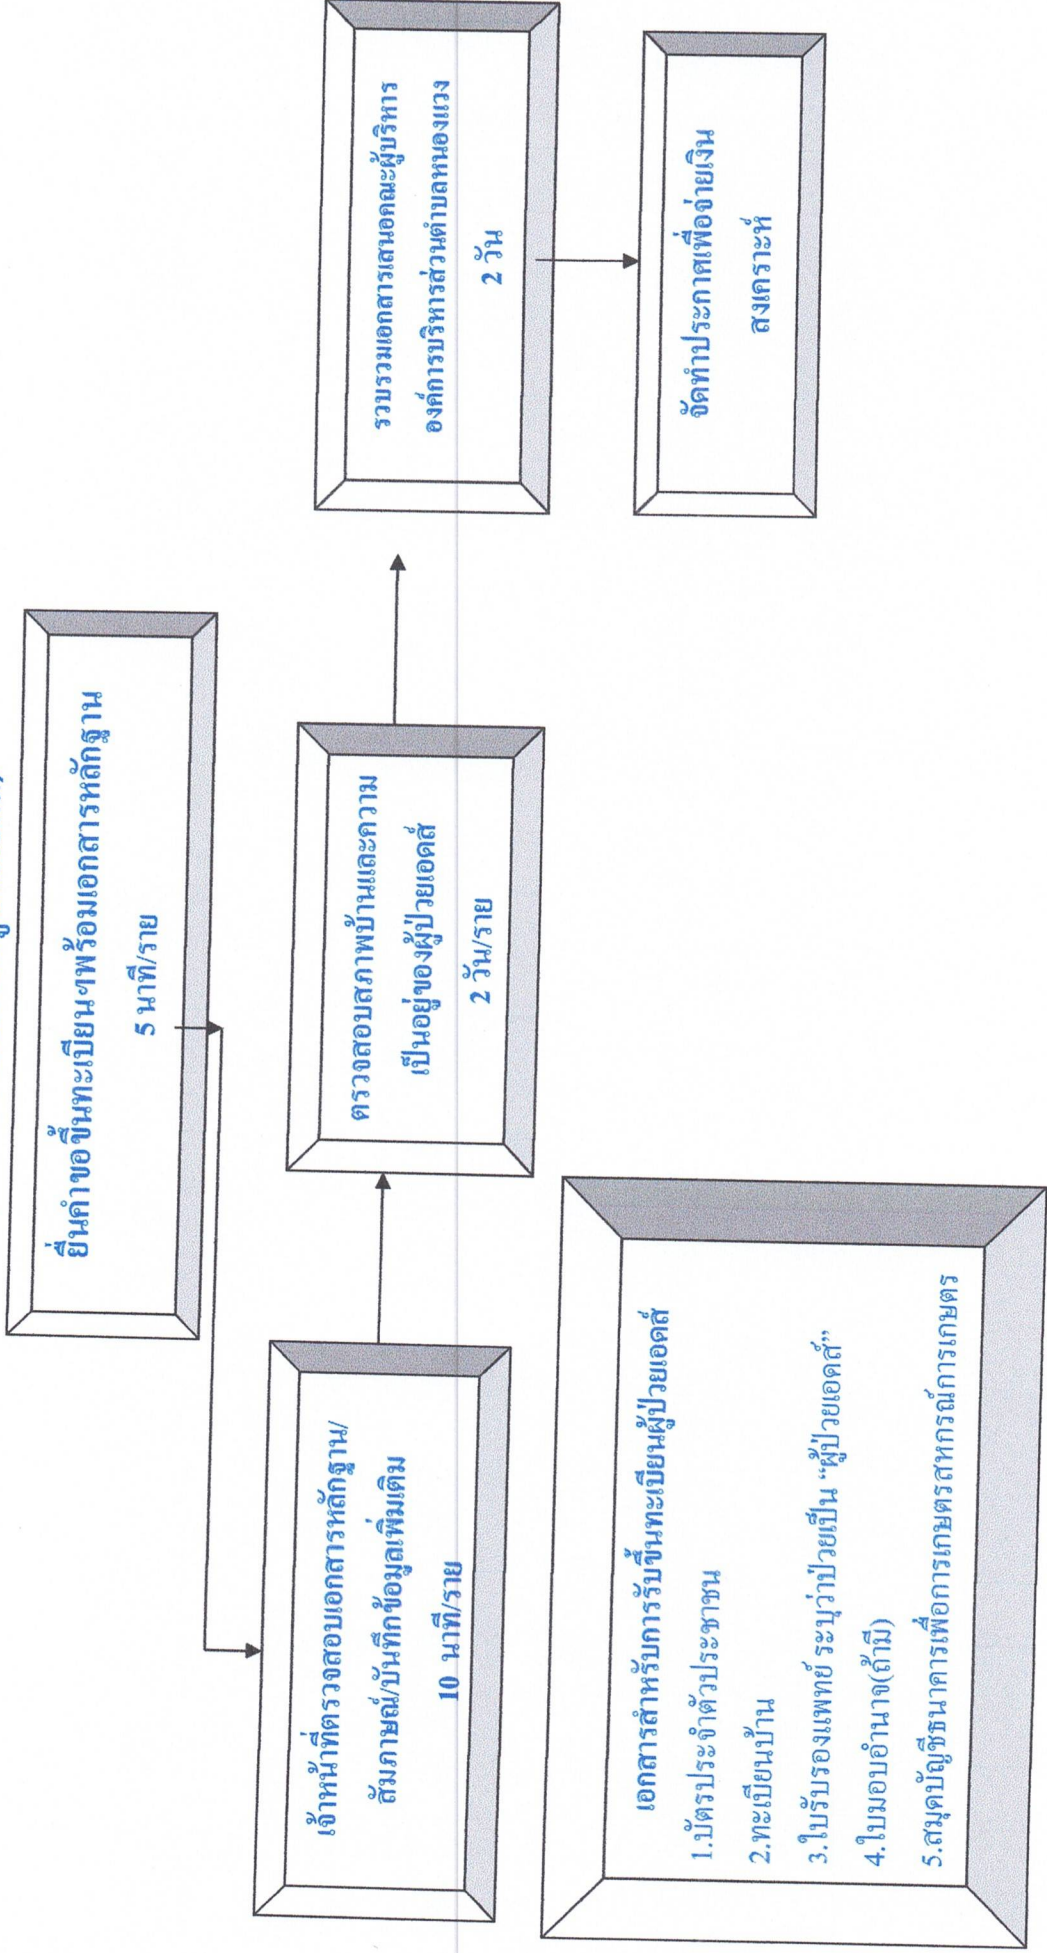 ยื่นคำขอขึ้นทะเบียนฯพร้อมเอกสารหลักฐาน
5 นาที/ราย
เจ้าหน้าที่ตรวจสอบเอกสารหลักฐาน/
สัมภาษณ์/บันทึกข้อมูลเพิ่มเติม
10 นาที/ราย
ตรวจสอบสภาพบ้านและความ
เป็นอยู่ของผู้ป่วยเอดส์
2 วัน/ราย
รวบรวมเอกสารเสนอคณะผู้บริหาร
องค์การบริหารส่วนตำบลหนองแวง
2 วัน
จัดทำประกาศเพื่อจ่ายเงิน
สงเคราะห์
เอกสารสำหรับการรับขึ้นทะเบียนผู้ป่วยเอดส์
1.บัตรประจำตัวประชาชน
2.ทะเบียนบ้าน
3.ใบรับรองแพทย์ ระบุว่าป่วยเป็น “ผู้ป่วยเอดส์”
4.ใบมอบอำนาจ(ถ้ามี)
5.สมุดบัญชีธนาคารเพื่อการเกษตรสหกรณ์การเกษตร